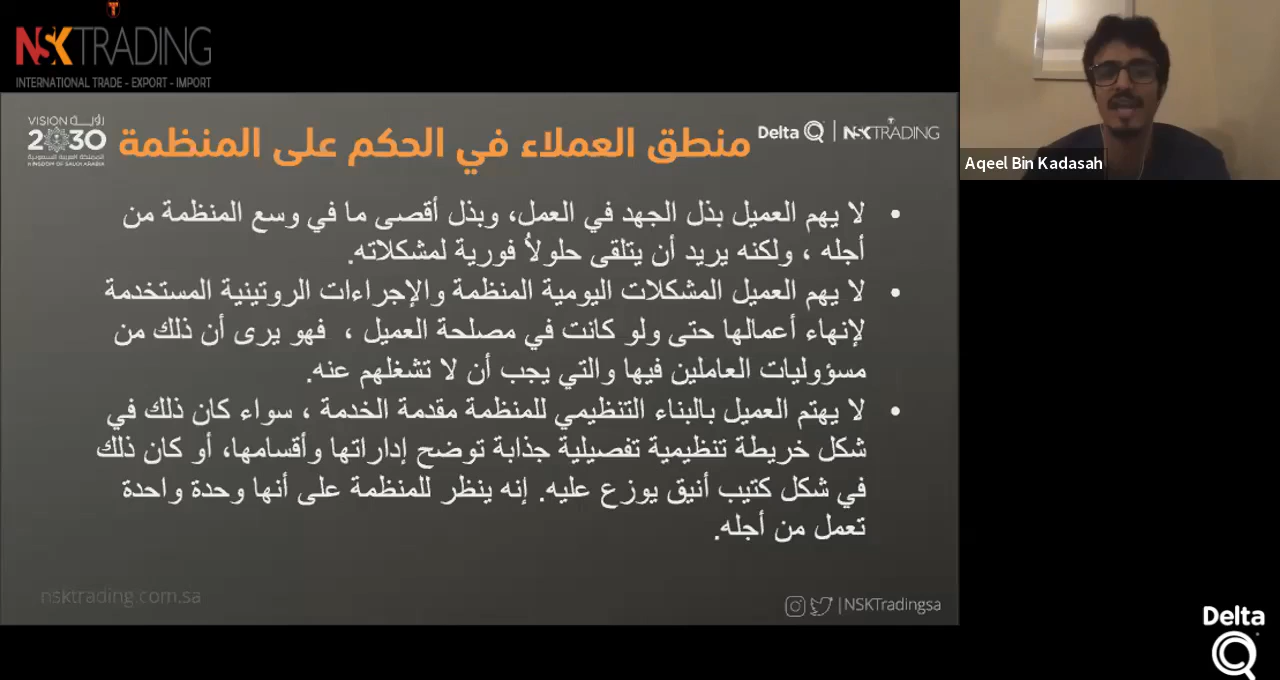 NSKTRADING
INTERNATIONAL TRADE - EXPORT - IMPORT
VISION رؤيـــة
2030
المملكة العربية السعودية
KINGDOM OF SAUDI ARABIA
منطق العملاء في الحكم على المنظمة
Delta Q | NSKTRADING
• لا يهم العميل بذل الجهد في العمل، وبذل أقصى ما في وسع المنظمة من
أجله ، ولكنه يريد أن يتلقى حلولاُ فورية لمشكلاته.
• لا يهم العميل المشكلات اليومية المنظمة والإجراءات الروتينية المستخدمة
لإنهاء أعمالها حتى ولو كانت في مصلحة العميل ، فهو يرى أن ذلك من
مسؤوليات العاملين فيها والتي يجب أن لا تشغلهم عنه.
• لا يهتم العميل بالبناء التنظيمي للمنظمة مقدمة الخدمة ، سواء كان ذلك في
شكل خريطة تنظيمية تفصيلية جذابة توضح إداراتها وأقسامها، أو كان ذلك
في شكل كتيب أنيق يوزع عليه. إنه ينظر للمنظمة على أنها وحدة واحدة
تعمل من أجله.
nsktrading.com.sa
|NSKTradingsa
Aqeel Bin Kadasah
Delta
Q